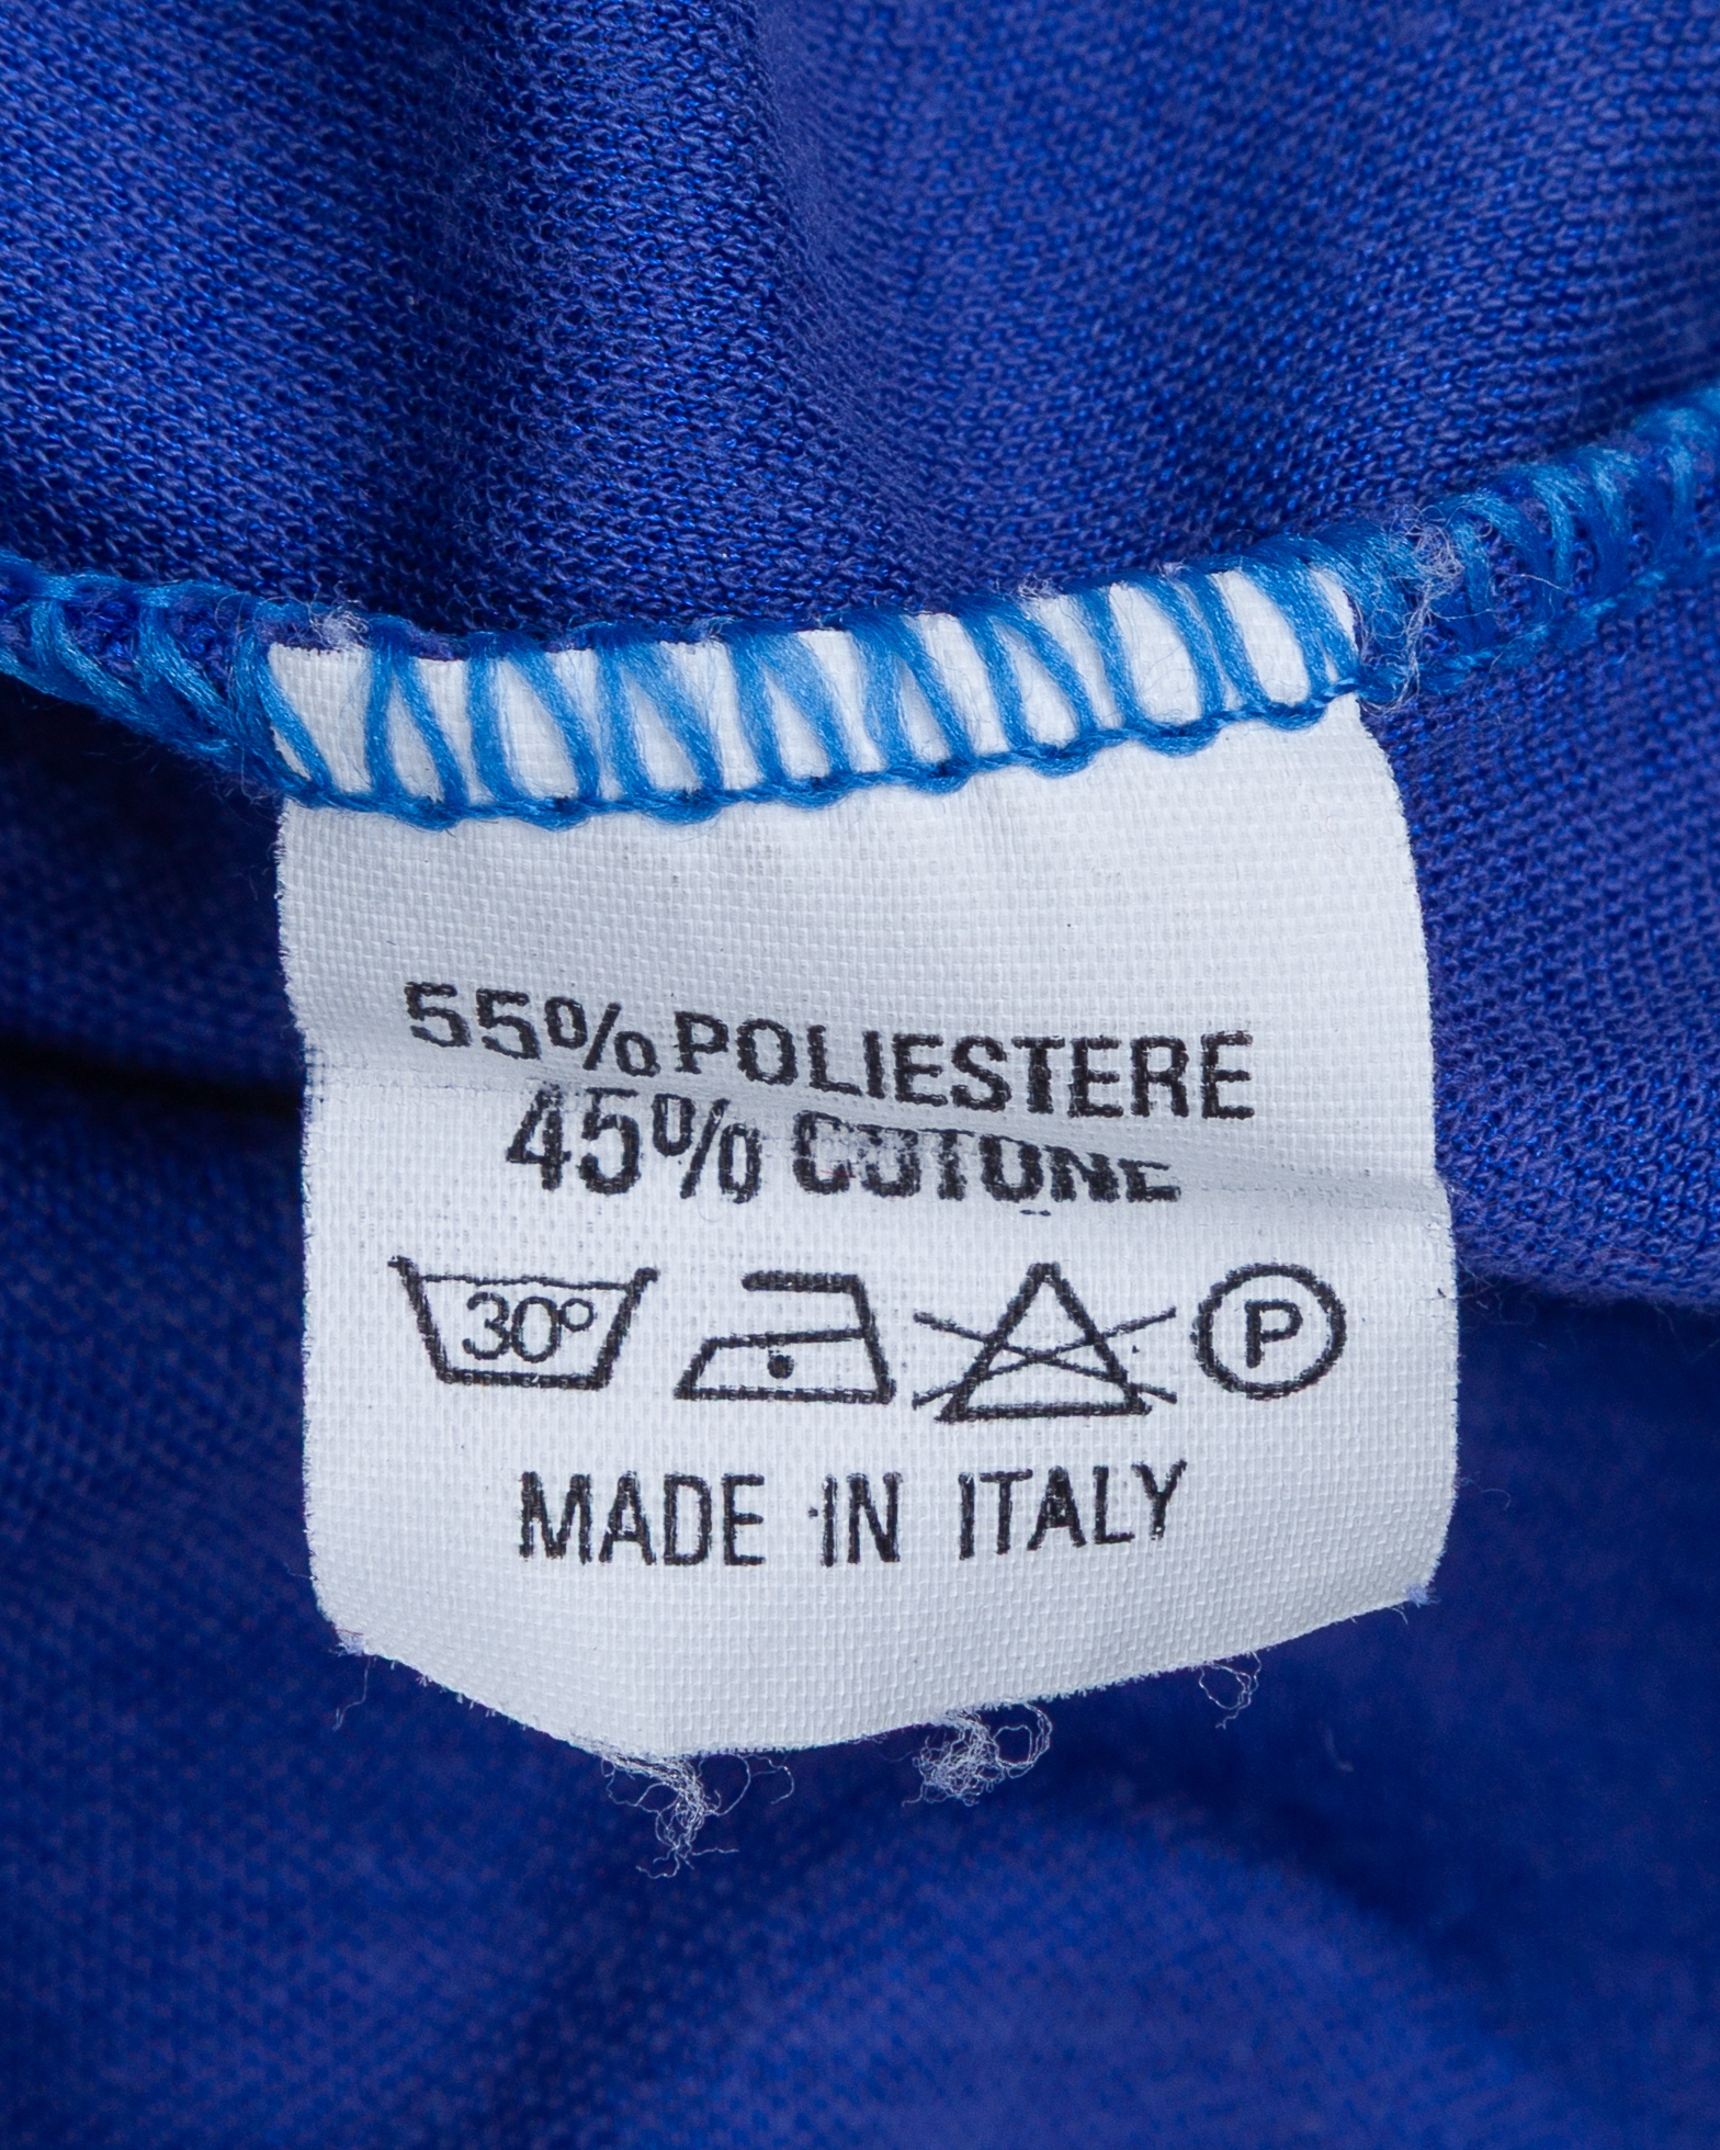 55% POLIESTERE
45% COTONE
30° P
MADE IN ITALY